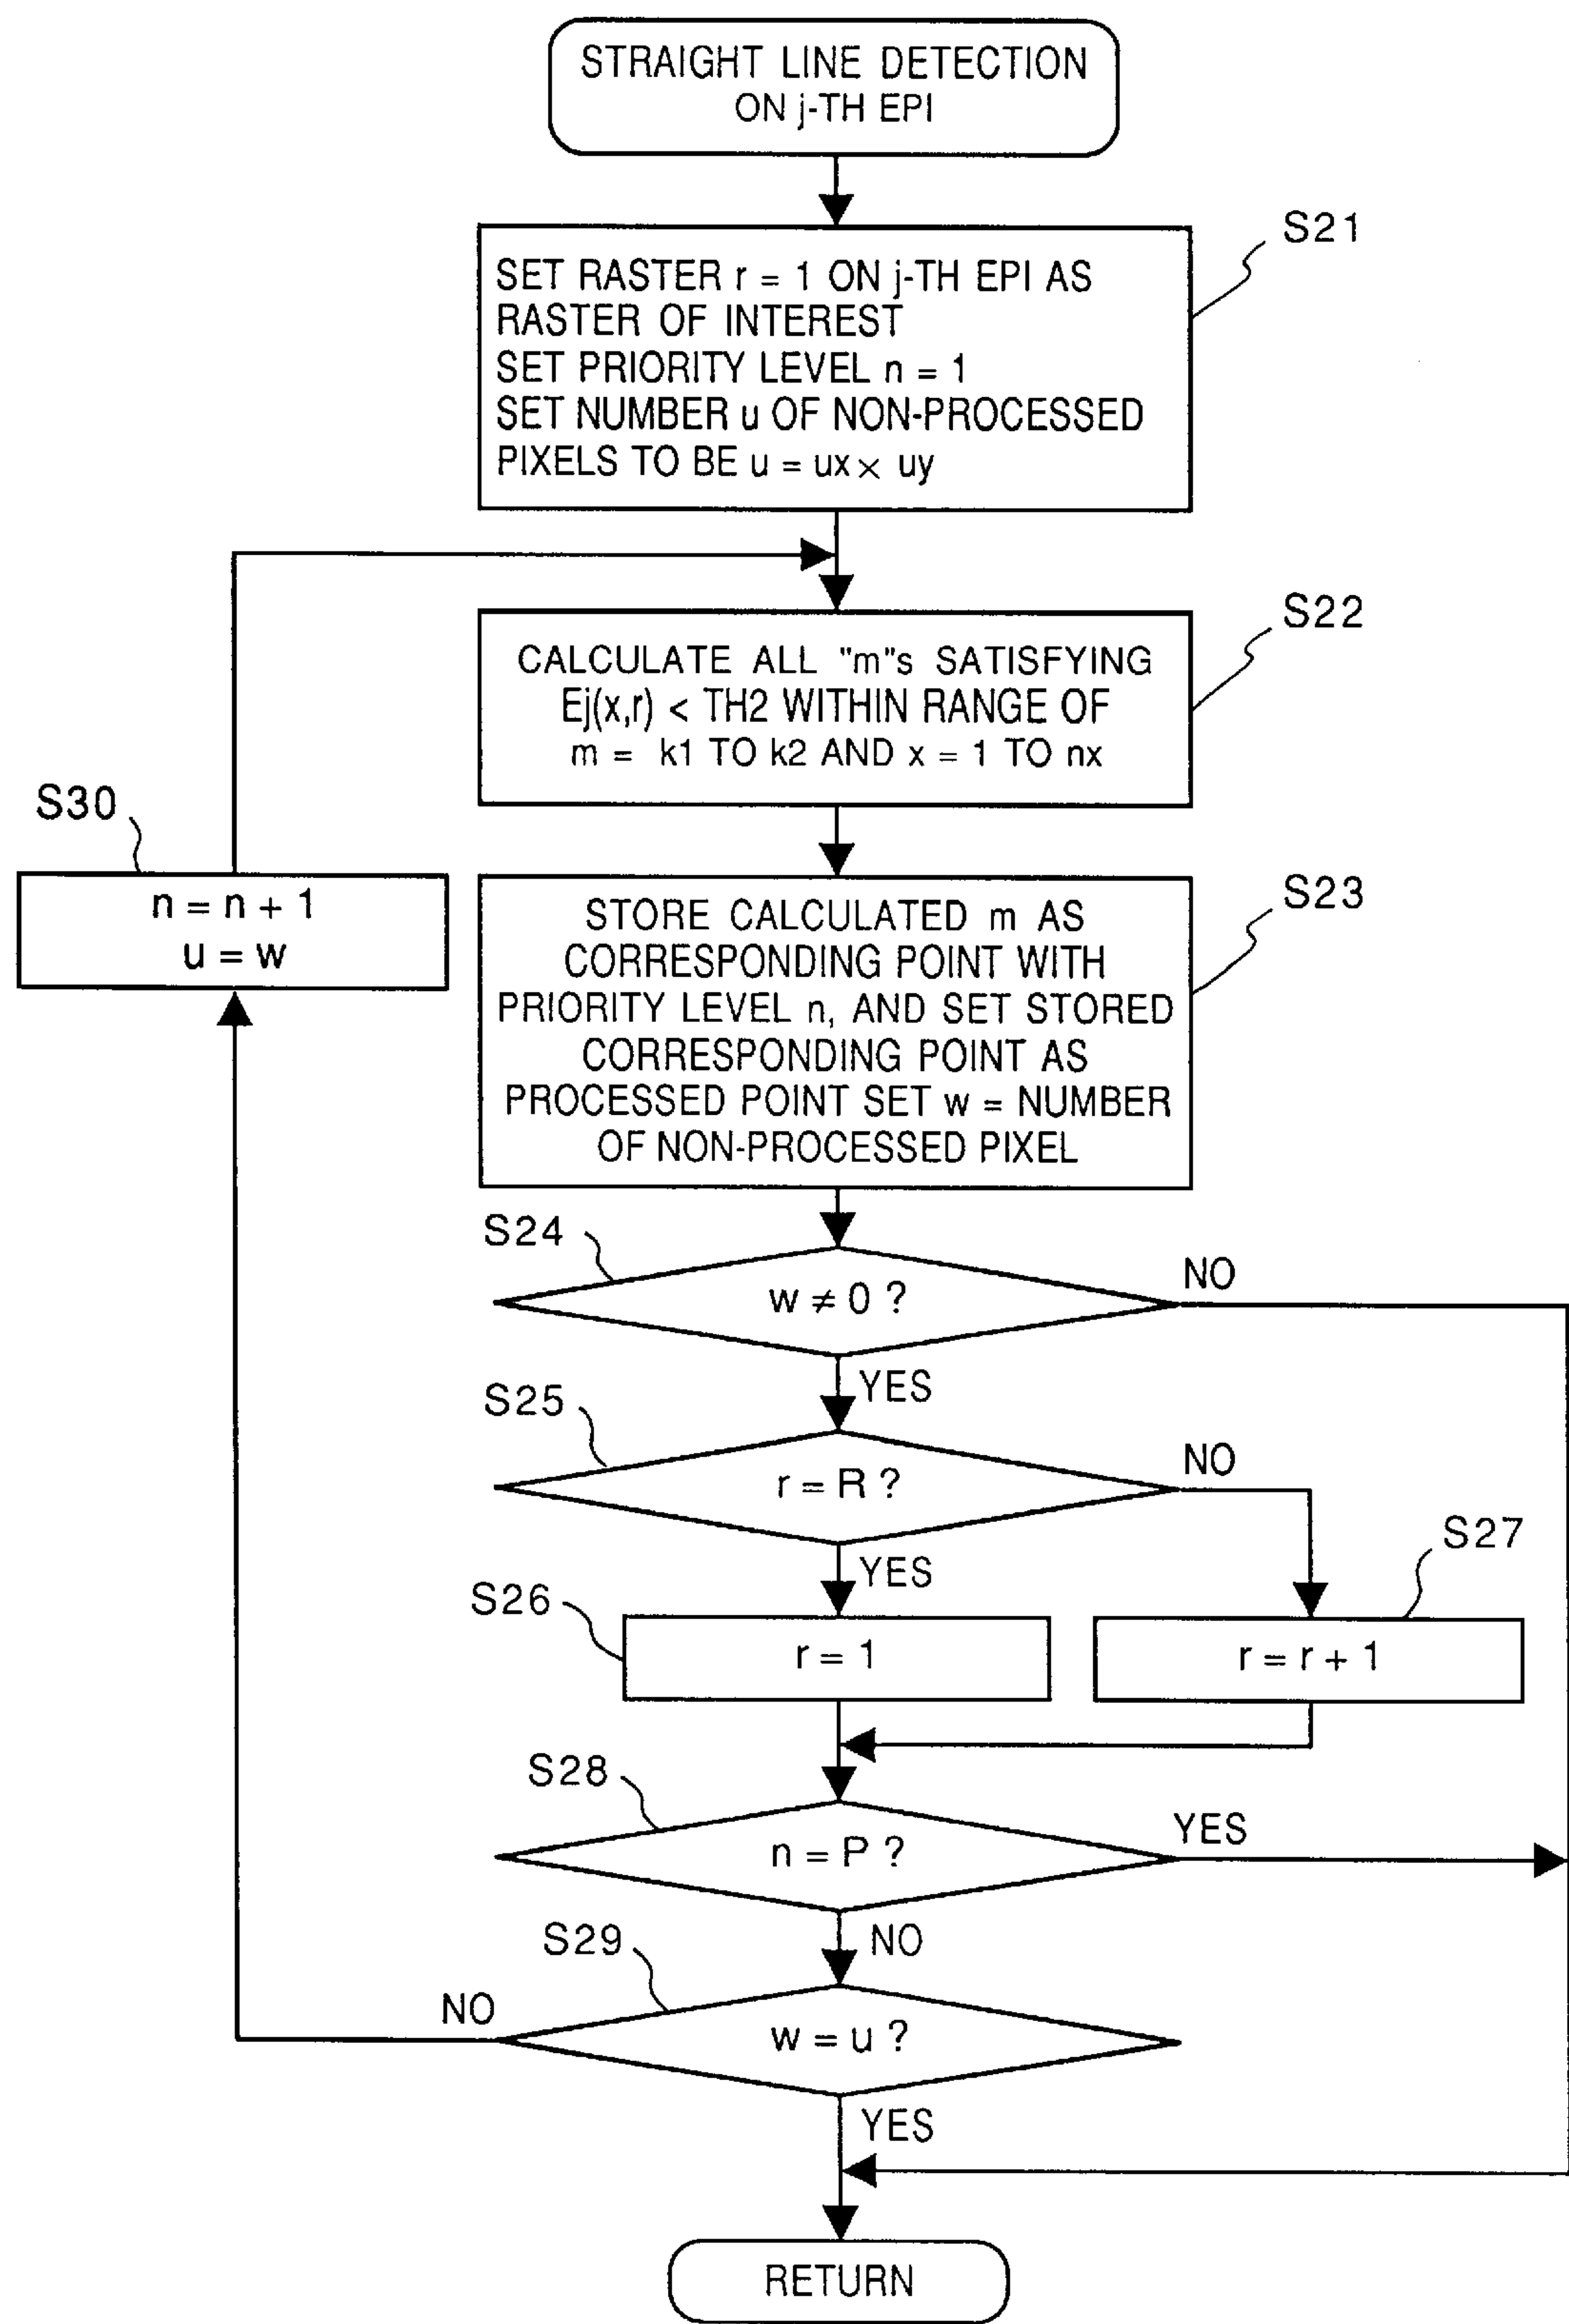 STRAIGHT LINE DETECTION
ON j-TH EPI
S21
SET RASTER r = 1 ON j-TH EPI AS
RASTER OF INTEREST
SET PRIORITY LEVEL n = 1
SET NUMBER u OF NON-PROCESSED
PIXELS TO BE u = ux × uy
S22
CALCULATE ALL "m"s SATISFYING
Ej(x,r) < TH2 WITHIN RANGE OF
m = k1 TO k2 AND x = 1 TO nx
S30
n = n + 1
u = w
S23
STORE CALCULATED m AS
CORRESPONDING POINT WITH
PRIORITY LEVEL n, AND SET STORED
CORRESPONDING POINT AS
PROCESSED POINT SET w = NUMBER
OF NON-PROCESSED PIXEL
S24
w ≠ 0 ?
NO
YES
S25
r = R ?
NO
YES
S26
r = 1
S27
r = r + 1
S28
n = P ?
YES
NO
S29
w = u ?
NO
YES
RETURN